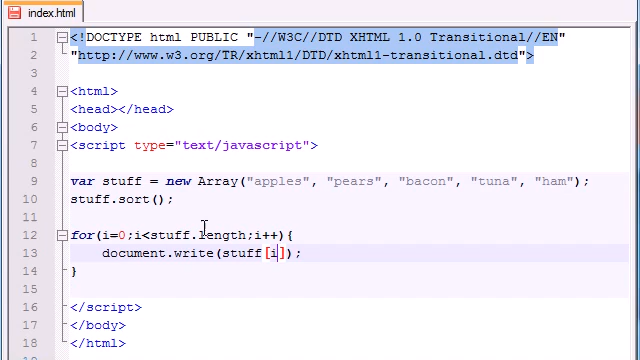 index.html
1 <!DOCTYPE html PUBLIC "-//W3C//DTD XHTML 1.0 Transitional//EN"
2 "http://www.w3.org/TR/xhtml1/DTD/xhtml1-transitional.dtd">
3
4 <html>
5 <head></head>
6 <body>
7 <script type="text/javascript">
8
9 var stuff = new Array("apples", "pears", "bacon", "tuna", "ham");
10 stuff.sort();
11
12 for(i=0;i<stuff.length;i++){
13 document.write(stuff[i]);
14 }
15
16 </script>
17 </body>
18 </html>